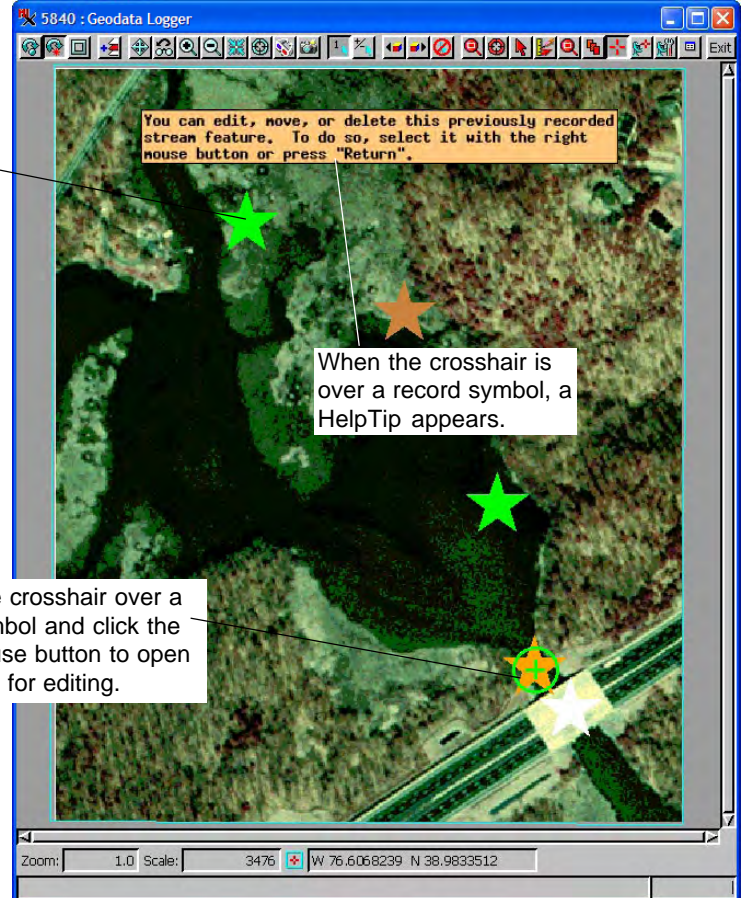 5840 : Geodata Logger
Exit
You can edit, move, or delete this previously recorded
stream feature. To do so, select it with the right
mouse button or press "Return".
When the crosshair is
over a record symbol, a
HelpTip appears.
crosshair over a
and click the
button to open
for editing.
Zoom: 1.0 Scale: 3476 W 76.6068239 N 38.9833512